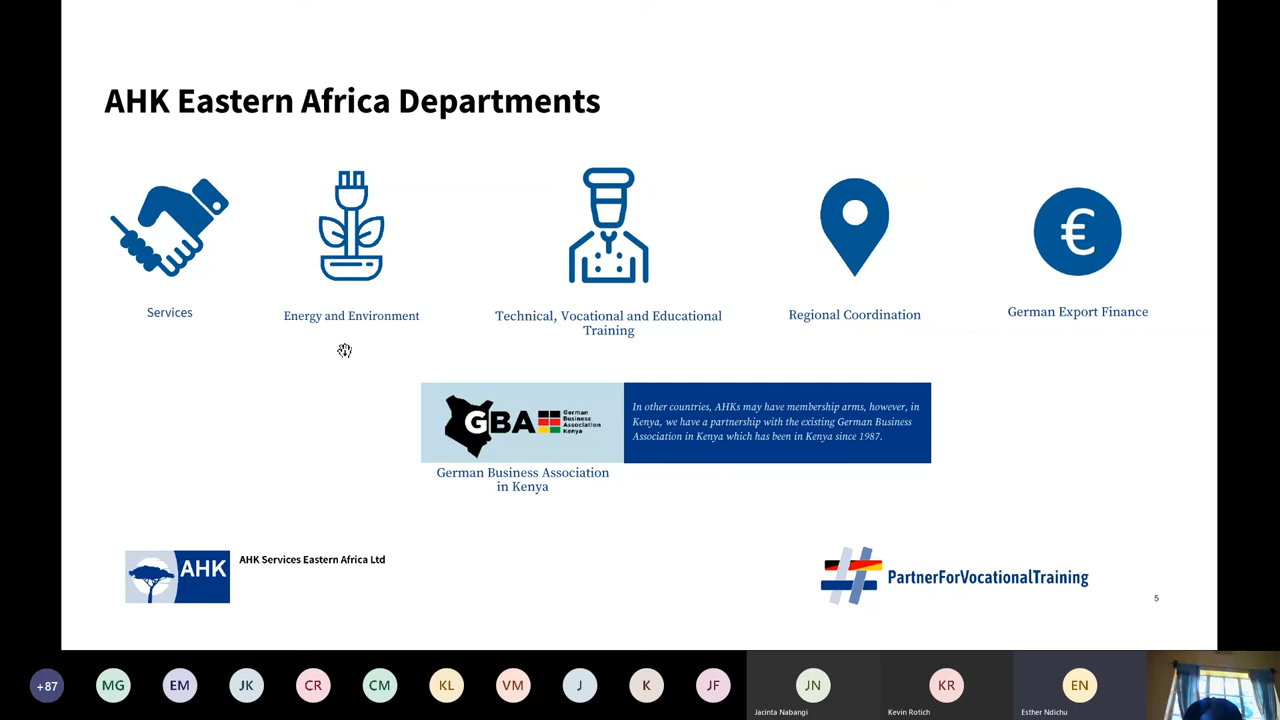 AHK Eastern Africa Departments
€
Services
Energy and Environment
Technical, Vocational and Educational
Training
Regional Coordination
German Export Finance
GBA
German
Business
Association
Kenya
In other countries, AHKs may have membership arms, however, in
Kenya, we have a partnership with the existing German Business
Association in Kenya which has been in Kenya since 1987.
German Business Association
in Kenya
AHK
AHK Services Eastern Africa Ltd
#PartnerForVocationalTraining
5
+87
MG
EM
JK
CR
CM
KL
VM
J
K
JF
JN
Jacinta Nabangi
KR
Kevin Rotich
EN
Esther Ndichu